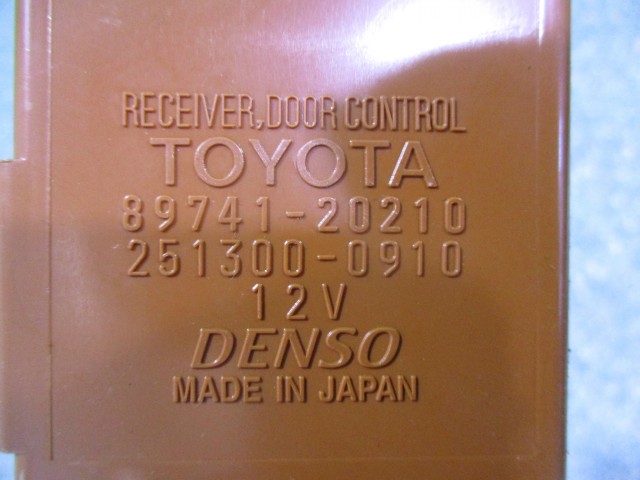 RECEIVER, DOOR CONTROL
TOYOTA
89741-20210
251300-0910
12V
DENSO
MADE IN JAPAN